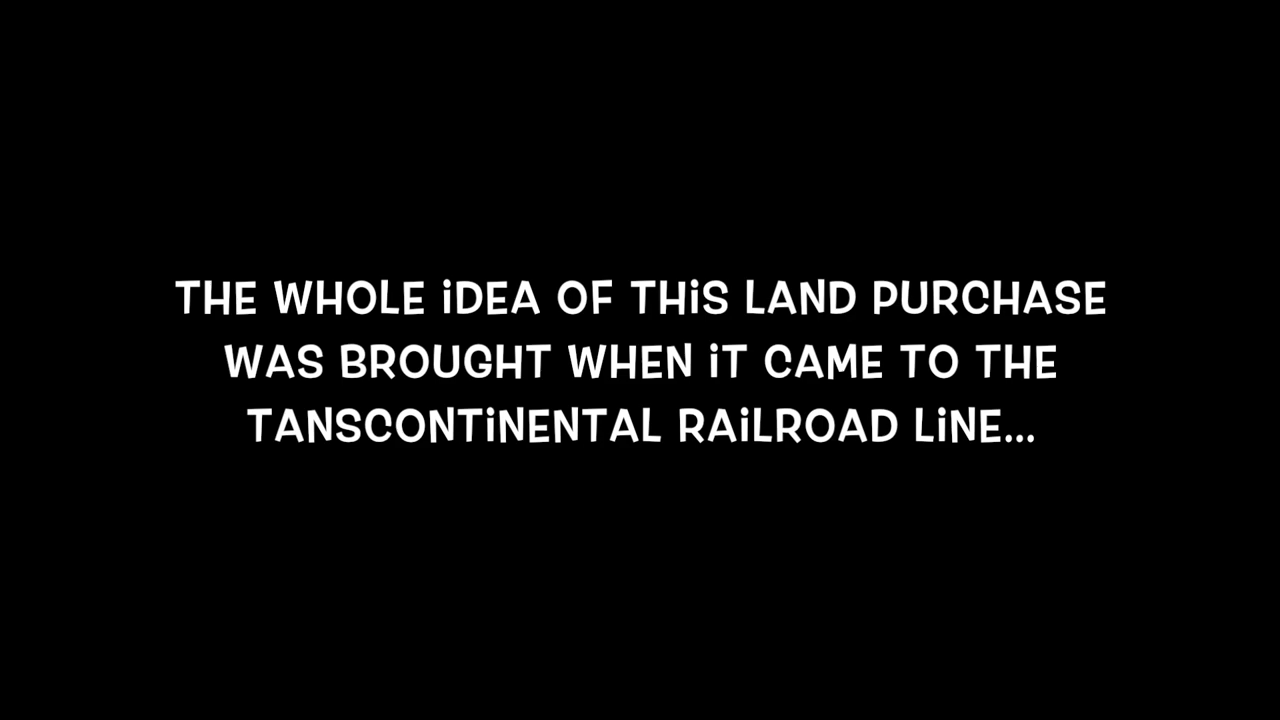 THE WHOLE iDEA OF THiS LAND PURCHASE
WAS BROUGHT WHEN iT CAME TO THE
TANSCONTiNENTAL RAiLROAD LiNE...